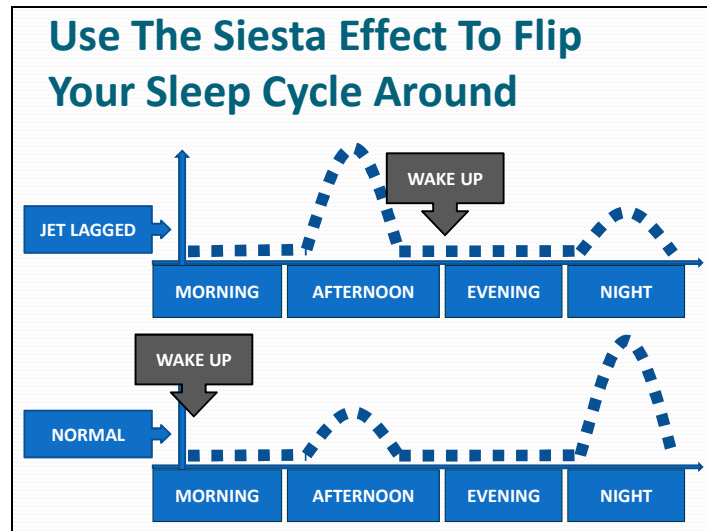 Use The Siesta Effect To Flip
Your Sleep Cycle Around
WAKE UP
JET LAGGED
MORNING AFTERNOON EVENING NIGHT
WAKE UP
NORMAL
MORNING AFTERNOON EVENING NIGHT